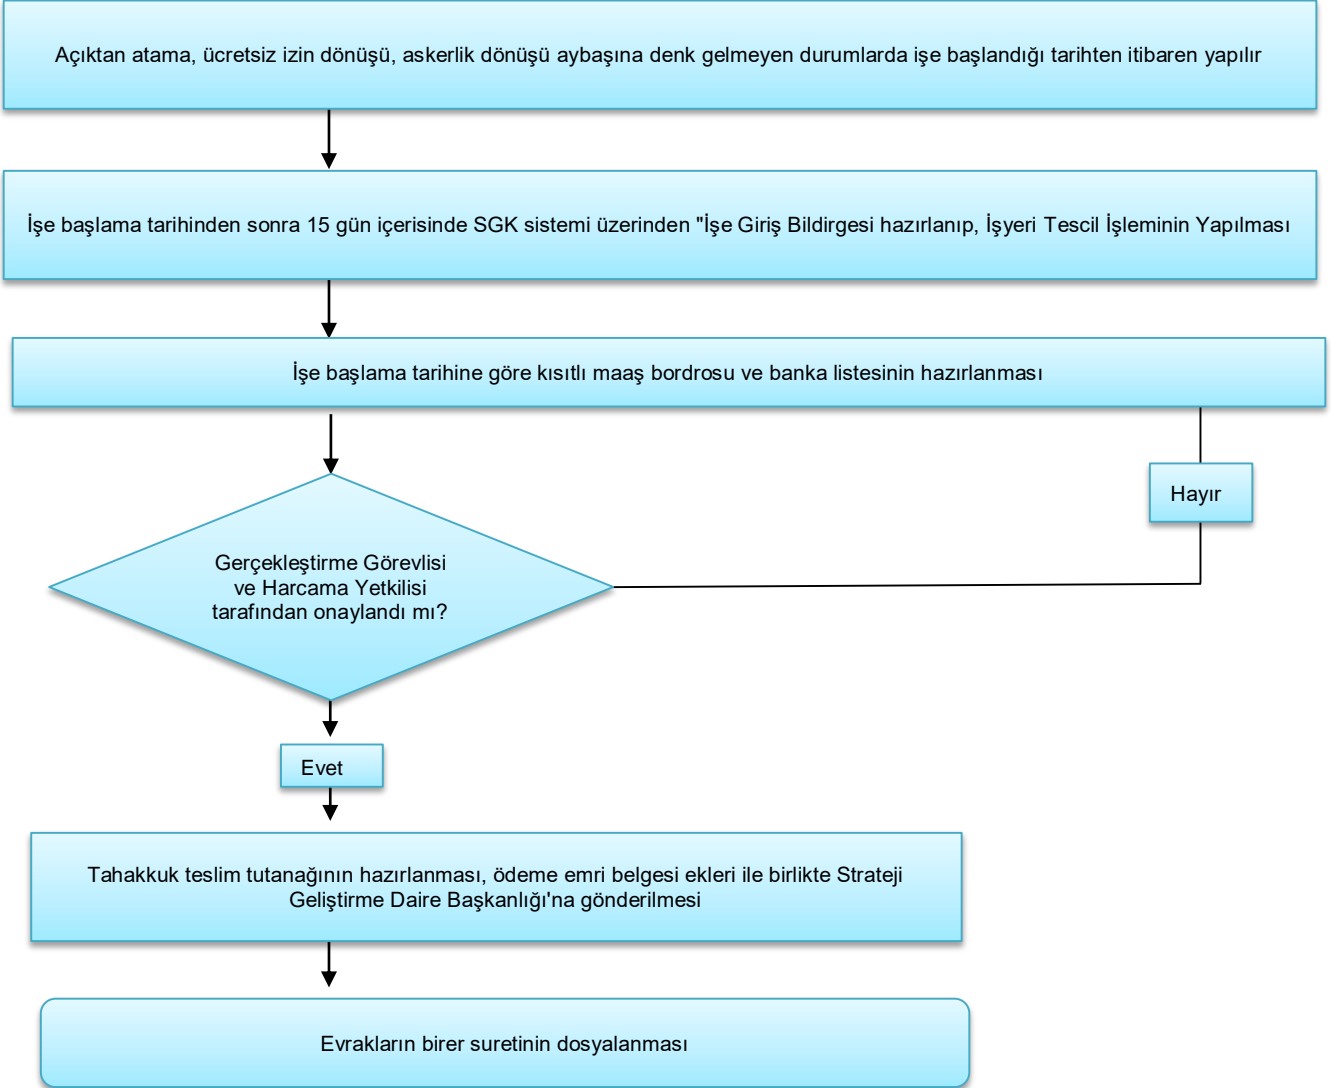 Açıktan atama, ücretsiz izin dönüşü, askerlik dönüşü aybaşına denk gelmeyen durumlarda işe başlandığı tarihten itibaren yapılır
İşe başlama tarihinden sonra 15 gün içerisinde SGK sistemi üzerinden "İşe Giriş Bildirgesi hazırlanıp, İşyeri Tescil İşleminin Yapılması
İşe başlama tarihine göre kısıtlı maaş bordrosu ve banka listesinin hazırlanması
Hayır
Gerçekleştirme Görevlisi
ve Harcama Yetkilisi
tarafından onaylandı mı?
Evet
Tahakkuk teslim tutanağının hazırlanması, ödeme emri belgesi ekleri ile birlikte Strateji
Geliştirme Daire Başkanlığı'na gönderilmesi
Evrakların birer suretinin dosyalanması